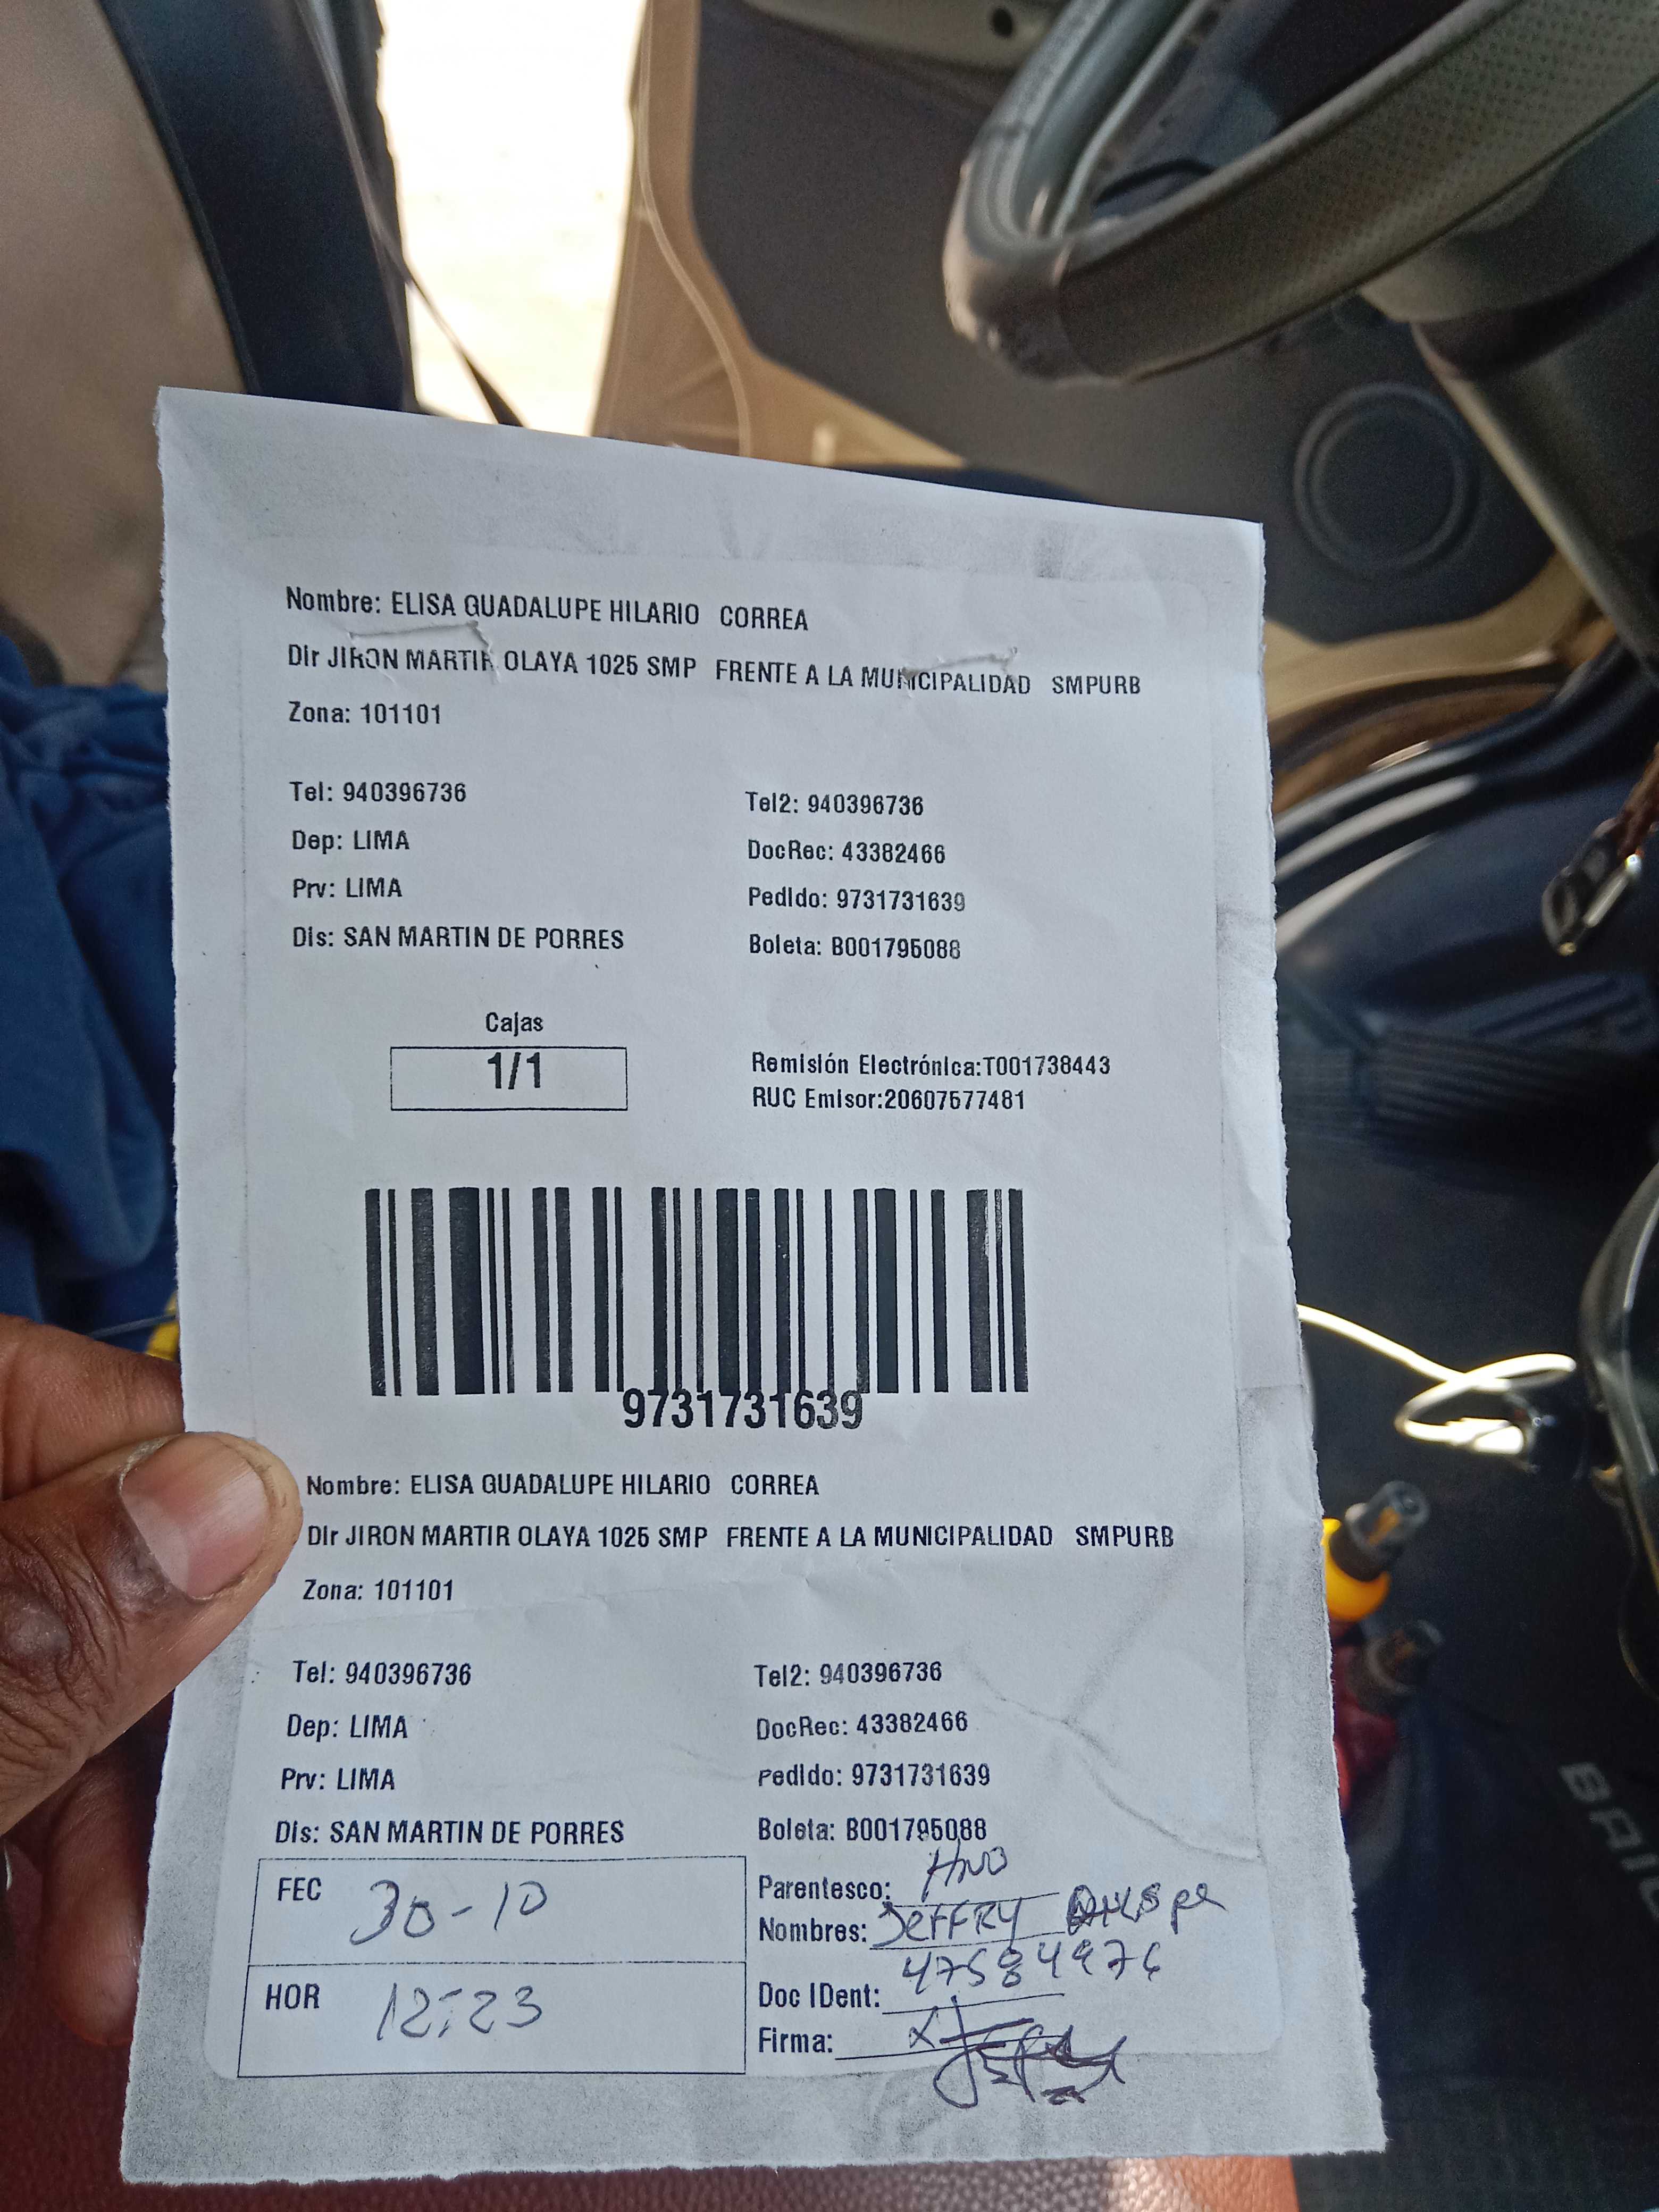 Nombre: ELISA GUADALUPE HILARIO CORREA
Dir JIRON MARTIR OLAYA 1025 SMP FRENTE A LA MUNICIPALIDAD SMPURB
Zona: 101101
Tel: 940396736
Tel2: 940396736
Dep: LIMA
DocRec: 43382466
Prv: LIMA
Pedido: 9731731639
Dis: SAN MARTIN DE PORRES
Boleta: B001795088
Cajas
1/1
Remisión Electrónica:T001738443
RUC Emisor:20607577481
9731731639
Nombre: ELISA GUADALUPE HILARIO CORREA
Dir JIRON MARTIR OLAYA 1025 SMP FRENTE A LA MUNICIPALIDAD SMPURB
Zona: 101101
Tel: 940396736
Tel2: 940396736
Dep: LIMA
DocRec: 43382466
Prv: LIMA
Pedido: 9731731639
Dis: SAN MARTIN DE PORRES
Boleta: B001795088
FEC 30-10
Parentesco: HNO
Nombres: JEFFRY
HOR 12:23
Doc IDent: 47584976
Firma: